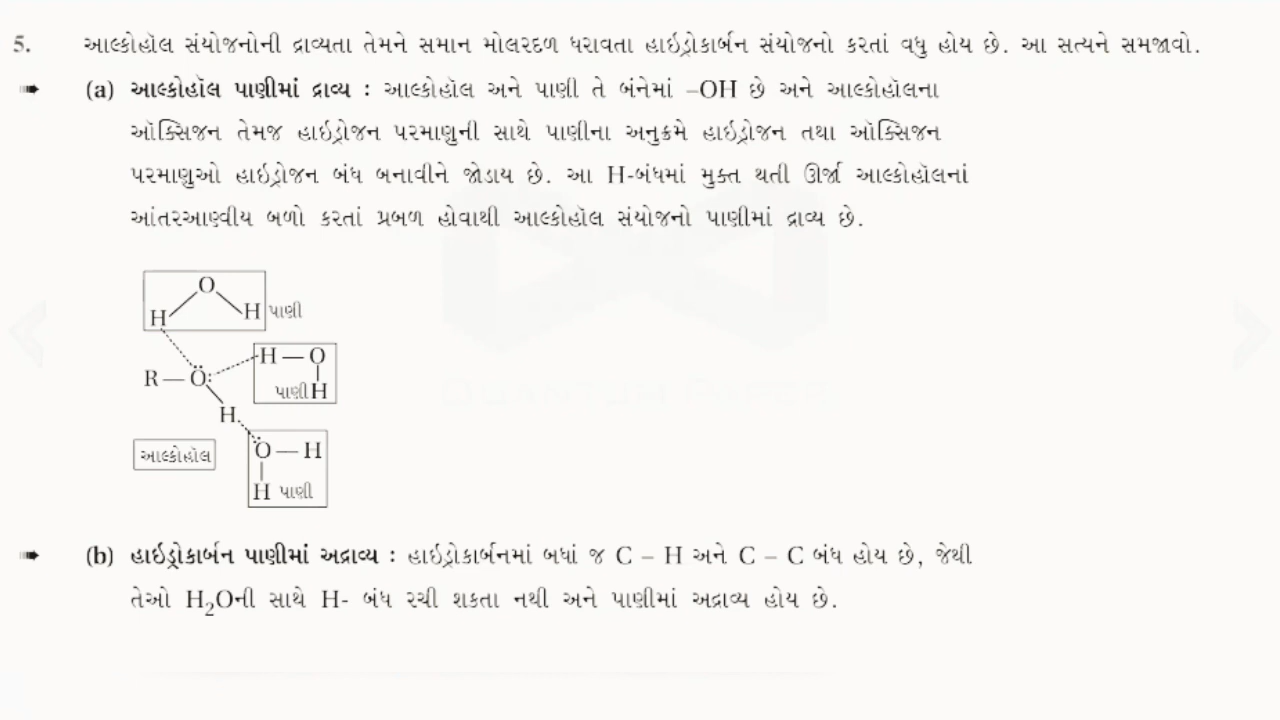 5. આલ્કોહૉલ સંયોજનોની દ્રાવ્યતા તેમને સમાન મોલરદળ ધરાવતા હાઇડ્રોકાર્બન સંયોજનો કરતાં વધુ હોય છે. આ સત્યને સમજાવો.
➠ (a) આલ્કોહૉલ પાણીમાં દ્રાવ્ય : આલ્કોહૉલ અને પાણી તે બંનેમાં –OH છે અને આલ્કોહૉલના
ઑક્સિજન તેમજ હાઇડ્રોજન પરમાણુની સાથે પાણીના અનુક્રમે હાઇડ્રોજન તથા ઑક્સિજન
પરમાણુઓ હાઇડ્રોજન બંધ બનાવીને જોડાય છે. આ H-બંધમાં મુક્ત થતી ઊર્જા આલ્કોહૉલનાં
આંતરઆણ્વીય બળો કરતાં પ્રબળ હોવાથી આલ્કોહૉલ સંયોજનો પાણીમાં દ્રાવ્ય છે.
O
H H પાણી
H — O
R — Ö:
પાણી H
H
Ö — H
આલ્કોહૉલ
H પાણી
➠ (b) હાઇડ્રોકાર્બન પાણીમાં અદ્રાવ્ય : હાઇડ્રોકાર્બનમાં બધાં જ C – H અને C – C બંધ હોય છે, જેથી
તેઓ H₂Oની સાથે H- બંધ રચી શકતા નથી અને પાણીમાં અદ્રાવ્ય હોય છે.